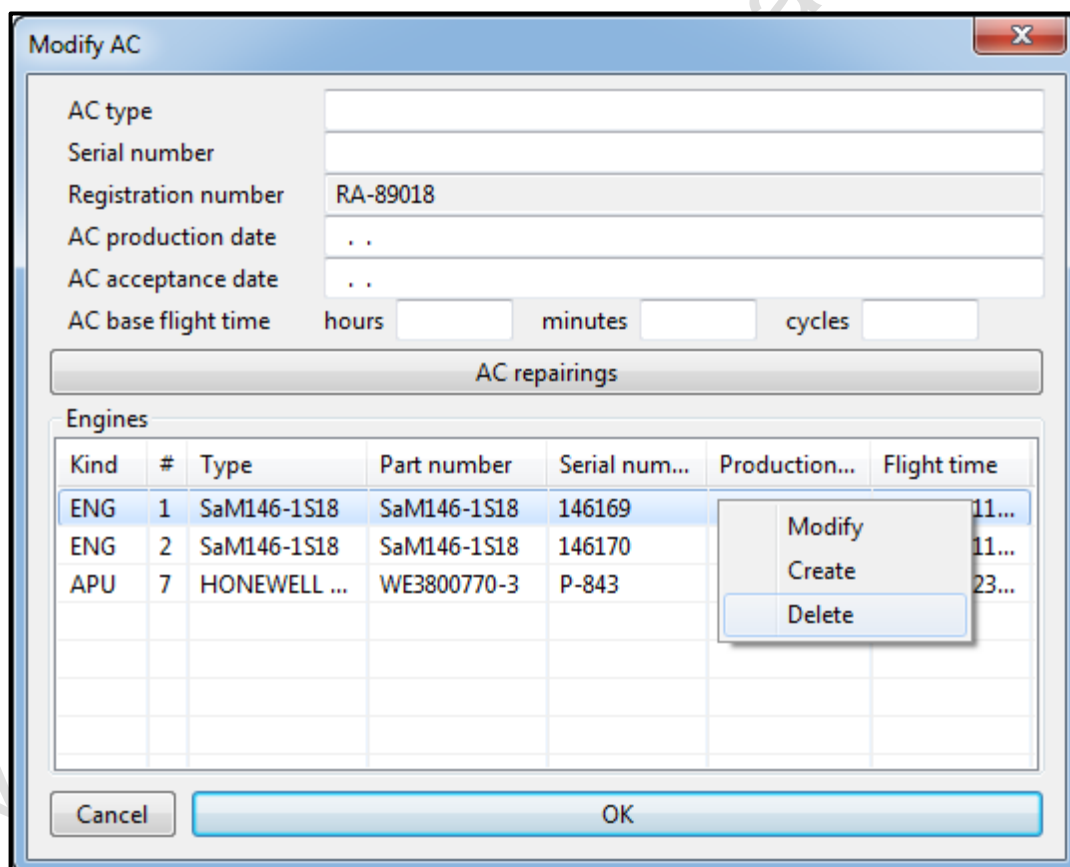 Modify AC
AC type
Serial number
Registration number RA-89018
AC production date . .
AC acceptance date . .
AC base flight time hours minutes cycles
AC repairings
Engines
Kind # Type Part number Serial num... Production... Flight time
ENG 1 SaM146-1S18 SaM146-1S18 146169 11...
ENG 2 SaM146-1S18 SaM146-1S18 146170 11...
APU 7 HONEWELL ... WE3800770-3 P-843 23...
Modify
Create
Delete
Cancel OK